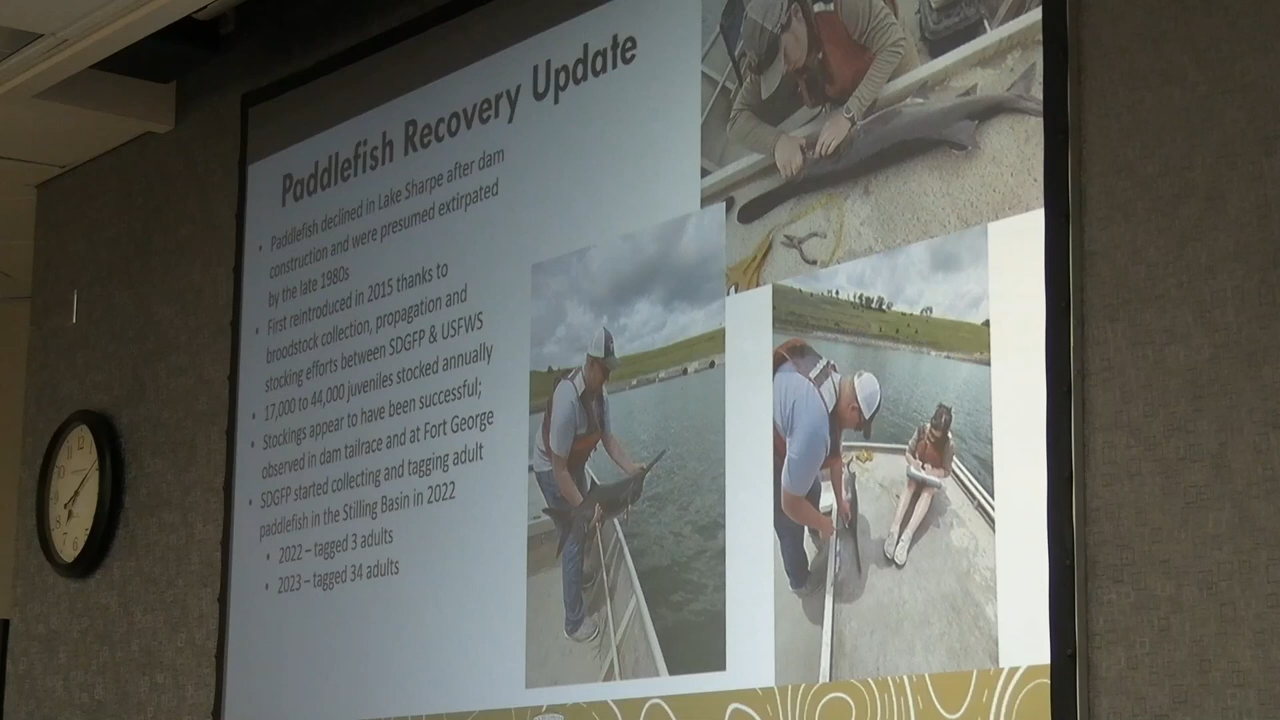 Paddlefish Recovery Update
• Paddlefish declined in Lake Sharpe after dam
construction and were presumed extirpated
by the late 1980s
• First reintroduced in 2015 thanks to
broodstock collection, propagation and
stocking efforts between SDGFP & USFWS
• 17,000 to 44,000 juveniles stocked annually
• Stockings appear to have been successful;
observed in dam tailrace and at Fort George
• SDGFP started collecting and tagging adult
paddlefish in the Stilling Basin in 2022
• 2022 – tagged 3 adults
• 2023 – tagged 34 adults